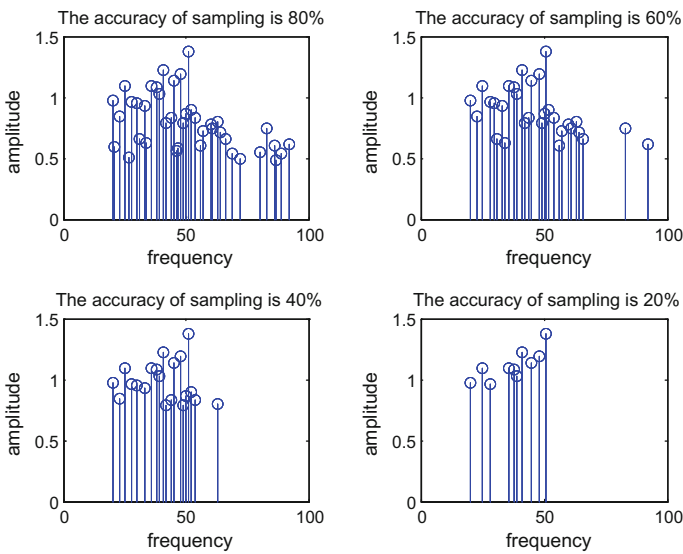 The accuracy of sampling is 80%
1.5
1
0.5
0
amplitude
0
50
100
frequency
The accuracy of sampling is 60%
1.5
1
0.5
0
amplitude
0
50
100
frequency
The accuracy of sampling is 40%
1.5
1
0.5
0
amplitude
0
50
100
frequency
The accuracy of sampling is 20%
1.5
1
0.5
0
amplitude
0
50
100
frequency